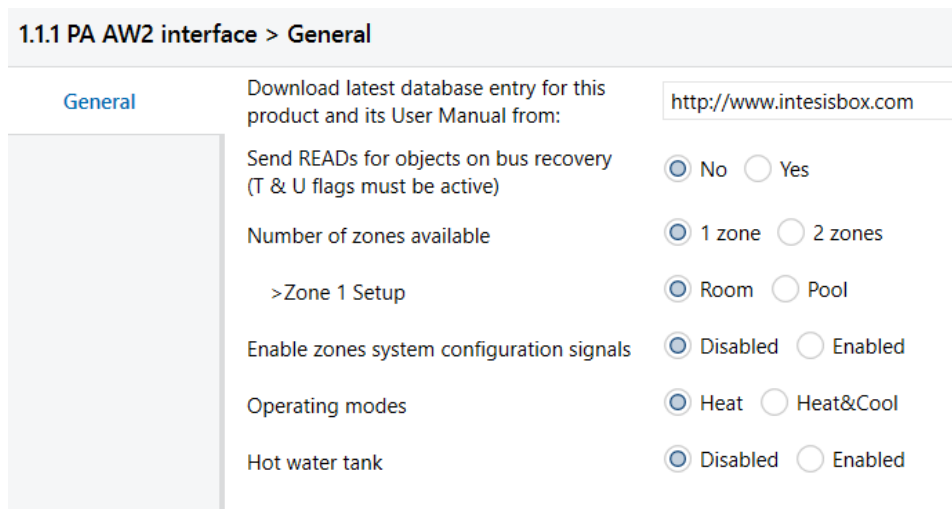 1.1.1 PA AW2 interface > General
General
Download latest database entry for this
product and its User Manual from:
http://www.intesisbox.com
Send READs for objects on bus recovery
(T & U flags must be active)
No Yes
Number of zones available
1 zone 2 zones
>Zone 1 Setup
Room Pool
Enable zones system configuration signals
Disabled Enabled
Operating modes
Heat Heat&Cool
Hot water tank
Disabled Enabled